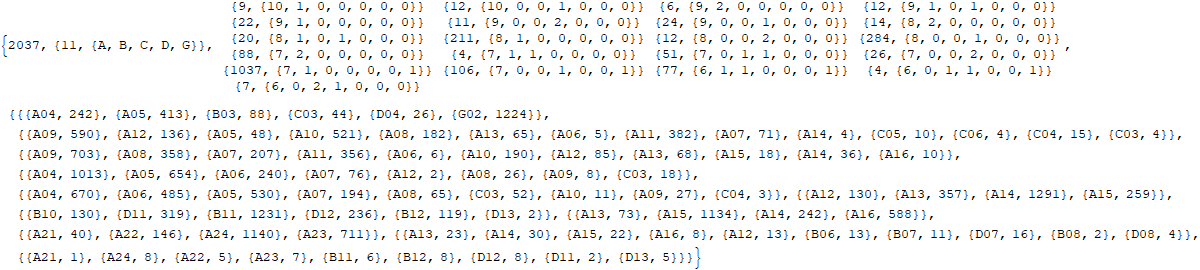 {9, {10, 1, 0, 0, 0, 0, 0}} {12, {10, 0, 0, 1, 0, 0, 0}} {6, {9, 2, 0, 0, 0, 0, 0}} {12, {9, 1, 0, 1, 0, 0, 0}}
{22, {9, 1, 0, 0, 0, 0, 0}} {11, {9, 0, 0, 2, 0, 0, 0}} {24, {9, 0, 0, 1, 0, 0, 0}} {14, {8, 2, 0, 0, 0, 0, 0}}
{2037, {11, {A, B, C, D, G}}, {20, {8, 1, 0, 1, 0, 0, 0}} {211, {8, 1, 0, 0, 0, 0, 0}} {12, {8, 0, 0, 2, 0, 0, 0}} {284, {8, 0, 0, 1, 0, 0, 0}} ,
{88, {7, 2, 0, 0, 0, 0, 0}} {4, {7, 1, 1, 0, 0, 0, 0}} {51, {7, 0, 1, 1, 0, 0, 0}} {26, {7, 0, 0, 2, 0, 0, 0}}
{1037, {7, 1, 0, 0, 0, 0, 1}} {106, {7, 0, 0, 1, 0, 0, 1}} {77, {6, 1, 1, 0, 0, 0, 1}} {4, {6, 0, 1, 1, 0, 0, 1}}
{7, {6, 0, 2, 1, 0, 0, 0}}
{{{A04, 242}, {A05, 413}, {B03, 88}, {C03, 44}, {D04, 26}, {G02, 1224}},
{{A09, 590}, {A12, 136}, {A05, 48}, {A10, 521}, {A08, 182}, {A13, 65}, {A06, 5}, {A11, 382}, {A07, 71}, {A14, 4}, {C05, 10}, {C06, 4}, {C04, 15}, {C03, 4}},
{{A09, 703}, {A08, 358}, {A07, 207}, {A11, 356}, {A06, 6}, {A10, 190}, {A12, 85}, {A13, 68}, {A15, 18}, {A14, 36}, {A16, 10}},
{{A04, 1013}, {A05, 654}, {A06, 240}, {A07, 76}, {A12, 2}, {A08, 26}, {A09, 8}, {C03, 18}},
{{A04, 670}, {A06, 485}, {A05, 530}, {A07, 194}, {A08, 65}, {C03, 52}, {A10, 11}, {A09, 27}, {C04, 3}}, {{A12, 130}, {A13, 357}, {A14, 1291}, {A15, 259}},
{{B10, 130}, {D11, 319}, {B11, 1231}, {D12, 236}, {B12, 119}, {D13, 2}}, {{A13, 73}, {A15, 1134}, {A14, 242}, {A16, 588}},
{{A21, 40}, {A22, 146}, {A24, 1140}, {A23, 711}}, {{A13, 23}, {A14, 30}, {A15, 22}, {A16, 8}, {A12, 13}, {B06, 13}, {B07, 11}, {D07, 16}, {B08, 2}, {D08, 4}},
{{A21, 1}, {A24, 8}, {A22, 5}, {A23, 7}, {B11, 6}, {B12, 8}, {D12, 8}, {D11, 2}, {D13, 5}}}}